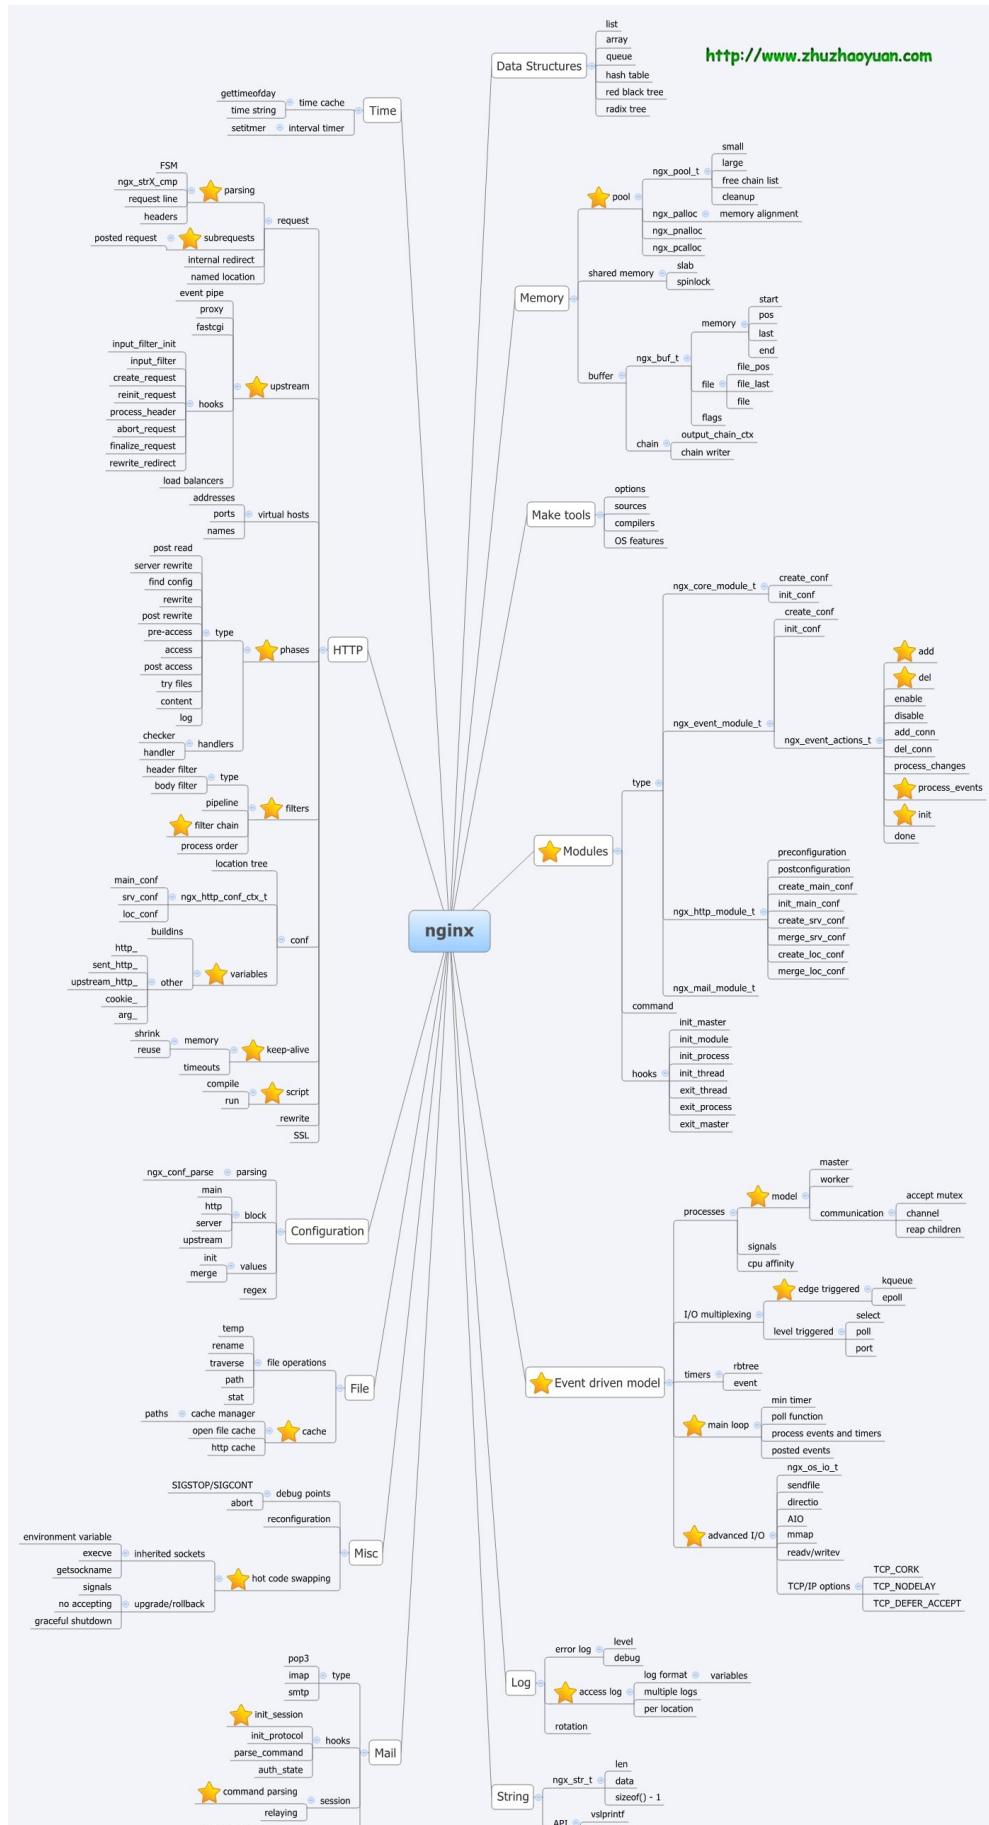 http://www.zhuzhaoyuan.com
nginx
Time
time cache
gettimeofday
time string
interval timer
setitmer
HTTP
request
parsing
FSM
ngx_strX_cmp
request line
headers
subrequests
posted request
internal redirect
named location
upstream
event pipe
proxy
fastcgi
hooks
input_filter_init
input_filter
create_request
reinit_request
process_header
abort_request
finalize_request
rewrite_redirect
load balancers
virtual hosts
addresses
ports
names
phases
type
post read
server rewrite
find config
rewrite
post rewrite
pre-access
access
post access
try files
content
log
handlers
checker
handler
filters
type
header filter
body filter
pipeline
filter chain
process order
conf
location tree
ngx_http_conf_ctx_t
main_conf
srv_conf
loc_conf
variables
buildins
other
http_
sent_http_
upstream_http_
cookie_
arg_
keep-alive
memory
shrink
reuse
timeouts
script
compile
run
rewrite
SSL
Configuration
parsing
ngx_conf_parse
block
main
http
server
upstream
values
init
merge
regex
File
file operations
temp
rename
traverse
path
stat
cache
cache manager
paths
open file cache
http cache
Misc
debug points
SIGSTOP/SIGCONT
abort
reconfiguration
hot code swapping
inherited sockets
environment variable
execve
getsockname
upgrade/rollback
signals
no accepting
graceful shutdown
Mail
type
pop3
imap
smtp
hooks
init_session
init_protocol
parse_command
auth_state
session
command parsing
relaying
Data Structures
list
array
queue
hash table
red black tree
radix tree
Memory
pool
ngx_pool_t
small
large
free chain list
cleanup
ngx_palloc
memory alignment
ngx_pnalloc
ngx_pcalloc
shared memory
slab
spinlock
buffer
ngx_buf_t
memory
start
pos
last
end
file
file_pos
file_last
file
flags
chain
output_chain_ctx
chain writer
Make tools
options
sources
compilers
OS features
Modules
type
ngx_core_module_t
create_conf
init_conf
ngx_event_module_t
create_conf
init_conf
ngx_event_actions_t
add
del
enable
disable
add_conn
del_conn
process_changes
process_events
init
done
ngx_http_module_t
preconfiguration
postconfiguration
create_main_conf
init_main_conf
create_srv_conf
merge_srv_conf
create_loc_conf
merge_loc_conf
ngx_mail_module_t
command
hooks
init_master
init_module
init_process
init_thread
exit_thread
exit_process
exit_master
Event driven model
processes
model
master
worker
communication
accept mutex
channel
reap children
signals
cpu affinity
I/O multiplexing
edge triggered
kqueue
epoll
level triggered
select
poll
port
timers
rbtree
event
main loop
min timer
poll function
process events and timers
posted events
advanced I/O
ngx_os_io_t
sendfile
directio
AIO
mmap
readv/writev
TCP/IP options
TCP_CORK
TCP_NODELAY
TCP_DEFER_ACCEPT
Log
error log
level
debug
access log
log format
variables
multiple logs
per location
rotation
String
ngx_str_t
len
data
sizeof() - 1
API
vslprintf